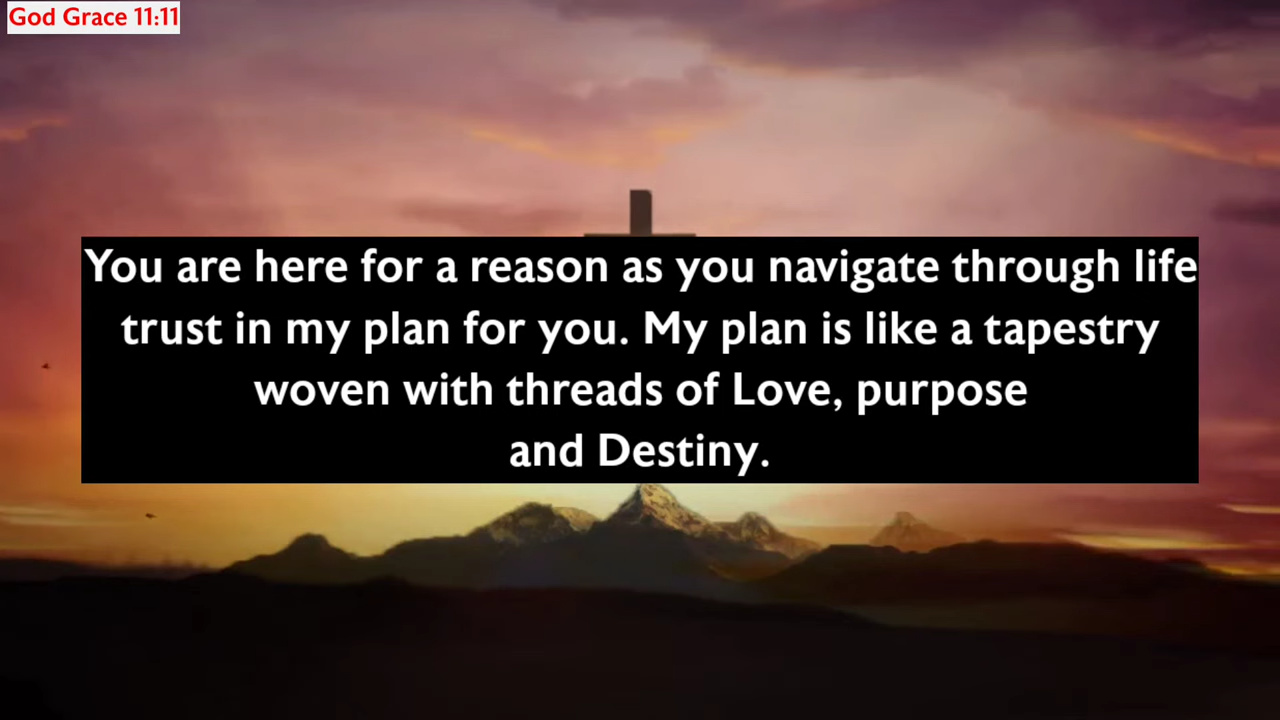 God Grace 11:11
You are here for a reason as you navigate through life
trust in my plan for you. My plan is like a tapestry
woven with threads of Love, purpose
and Destiny.